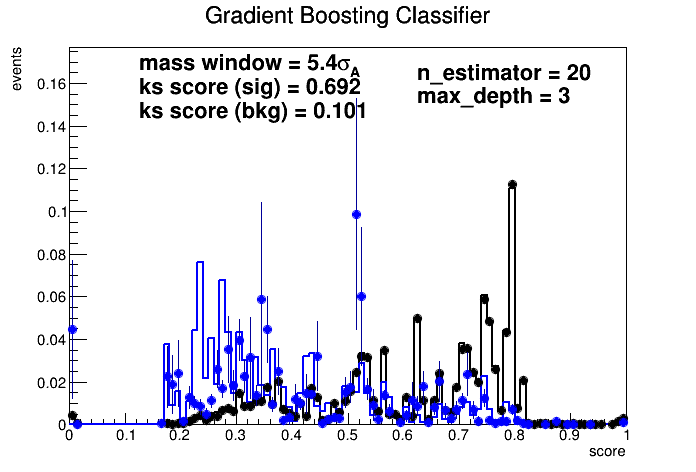 Gradient Boosting Classifier
events
mass window = 5.4σA
ks score (sig) = 0.692
ks score (bkg) = 0.101
n_estimator = 20
max_depth = 3
0.16
0.14
0.12
0.1
0.08
0.06
0.04
0.02
0
0 0.1 0.2 0.3 0.4 0.5 0.6 0.7 0.8 0.9 1
score